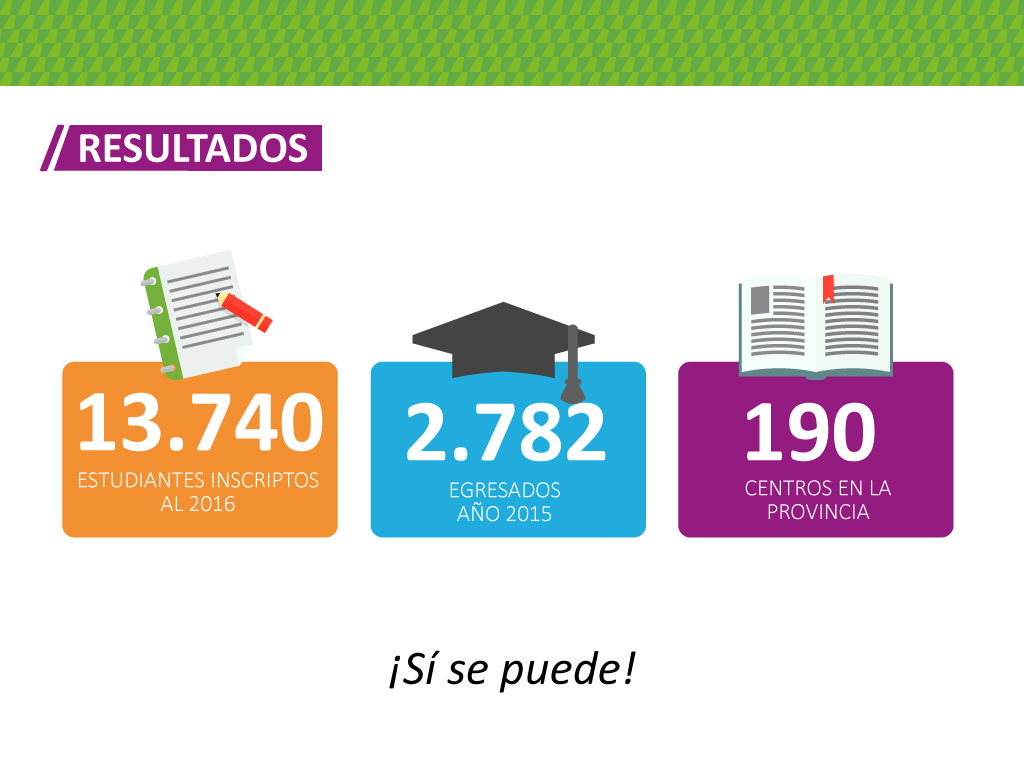 RESULTADOS
13.740
ESTUDIANTES INSCRIPTOS
AL 2016
2.782
EGRESADOS
AÑO 2015
190
CENTROS EN LA
PROVINCIA
¡Sí se puede!